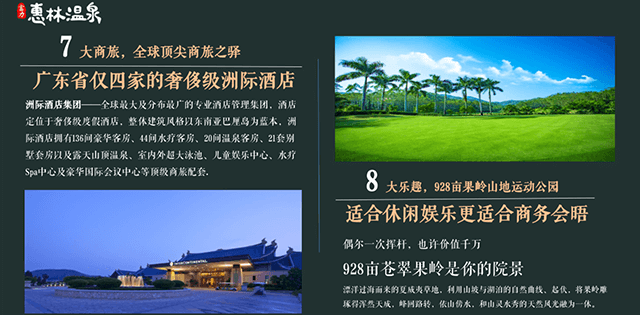 富力
惠林温泉
7 大商旅，全球顶尖商旅之驿
广东省仅四家的奢侈级洲际酒店
洲际酒店集团——全球最大及分布最广的专业酒店管理集团，酒店
定位于奢侈级度假酒店，整体建筑风格以东南亚巴厘岛为蓝本，洲
际酒店拥有136间豪华客房、44间水疗客房、20间温泉客房、21套别
墅套房以及露天山顶温泉、室内外超大泳池、儿童娱乐中心、水疗
Spa中心及豪华国际会议中心等顶级商旅配套.
INTERCONTINENTAL
8 大乐趣，928亩果岭山地运动公园
适合休闲娱乐更适合商务会晤
偶尔一次挥杆，也许价值千万
928亩苍翠果岭是你的院景
漂洋过海而来的夏威夷草地，利用山坡与湖泊的自然曲线、起伏，将果岭雕
琢得浑然天成，峰回路转，依山傍水，和山灵水秀的天然风光融为一体。